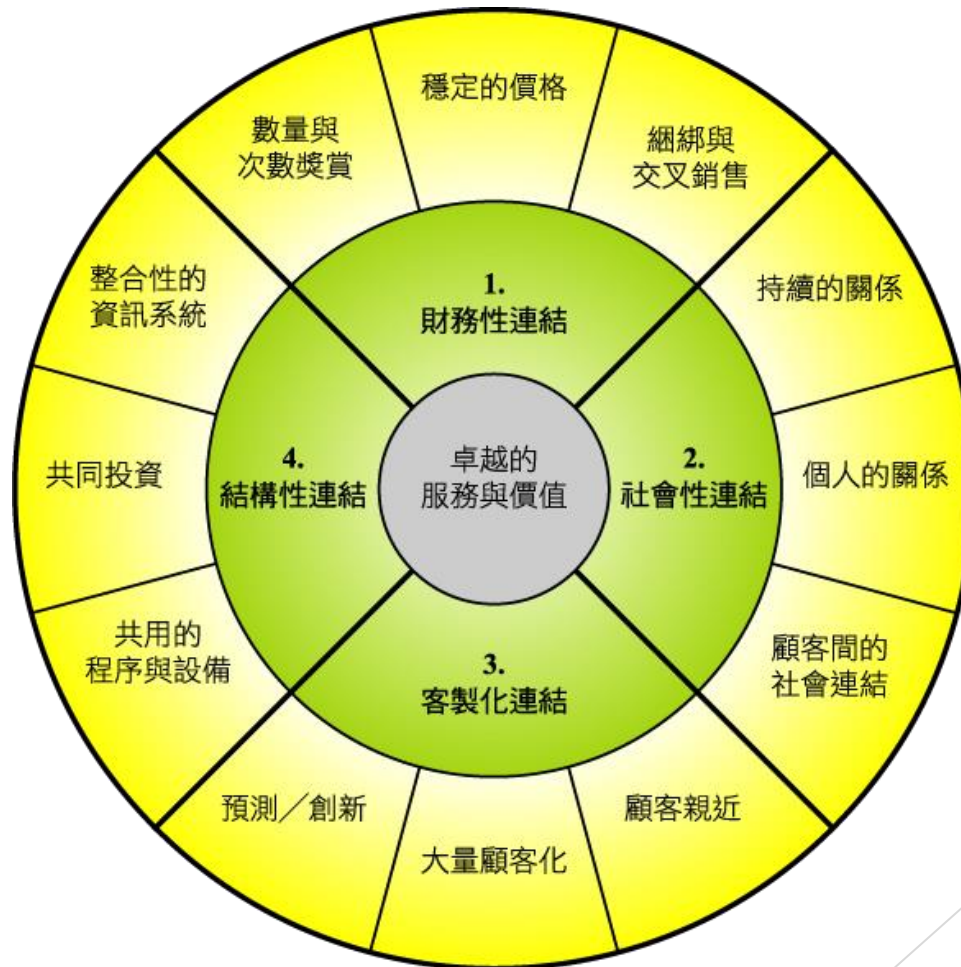 穩定的價格
數量與
次數獎賞
綑綁與
交叉銷售
整合性的
資訊系統
1.
財務性連結
持續的關係
共同投資
4.
結構性連結
卓越的
服務與價值
2.
社會性連結
個人的關係
共用的
程序與設備
3.
客製化連結
顧客間的
社會連結
預測／創新
大量顧客化
顧客親近